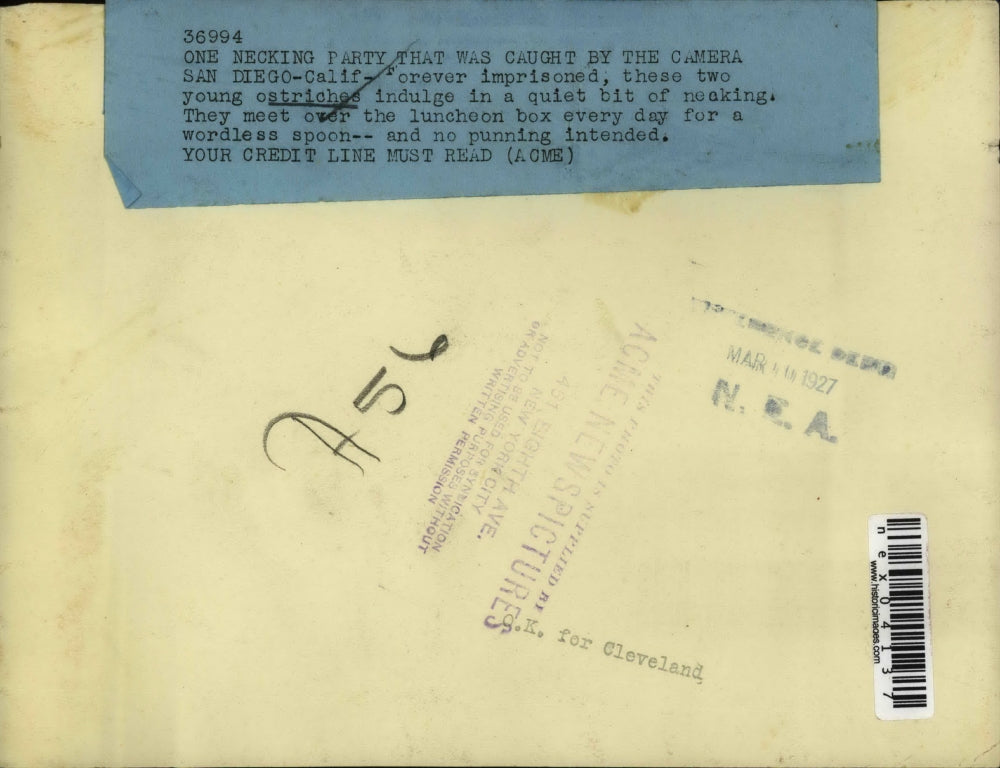 36994
ONE NECKING PARTY THAT WAS CAUGHT BY THE CAMERA
SAN DIEGO-Calif- Forever imprisoned, these two
young ostriches indulge in a quiet bit of necking.
They meet over the luncheon box every day for a
wordless spoon-- and no punning intended.
YOUR CREDIT LINE MUST READ (ACME)
A56
THIS PHOTO IS SUPPLIED BY
ACME NEWSPICTURES
461 EIGHTH AVE.
NEW YORK CITY
NOT TO BE USED FOR SYNDICATION
OR ADVERTISING PURPOSES WITHOUT
WRITTEN PERMISSION
DEPT.
MAR 1927
N. E. A.
O.K. for Cleveland
nex04137
www.historicimages.com